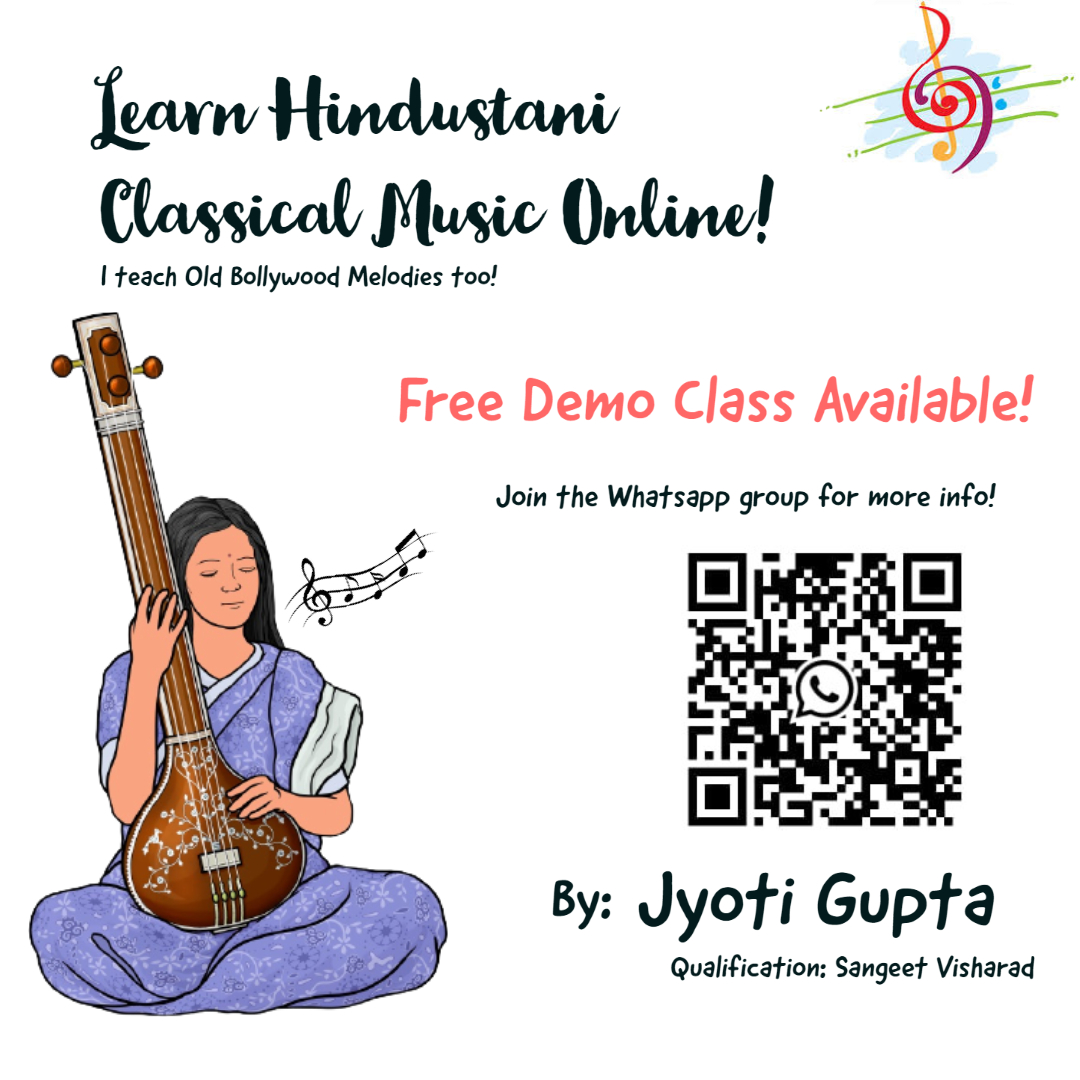 Learn Hindustani
Classical Music Online!
I teach Old Bollywood Melodies too!
Free Demo Class Available!
Join the Whatsapp group for more info!
By: Jyoti Gupta
Qualification: Sangeet Visharad